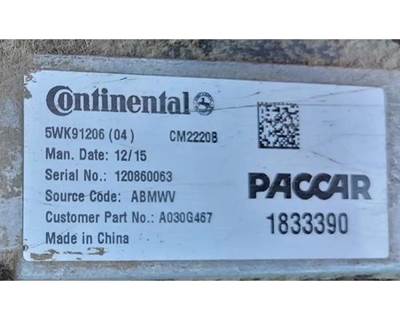 Continental
5WK91206 (04) CM2220B
Man. Date: 12/15
Serial No.: 120860063
Source Code: ABMWV
Customer Part No.: A030G467
Made in China
PACCAR
1833390